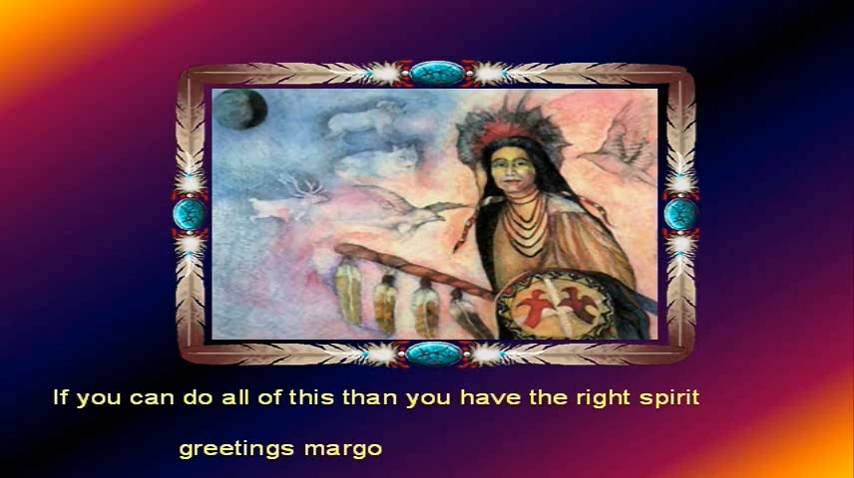 If you can do all of this than you have the right spirit
greetings margo